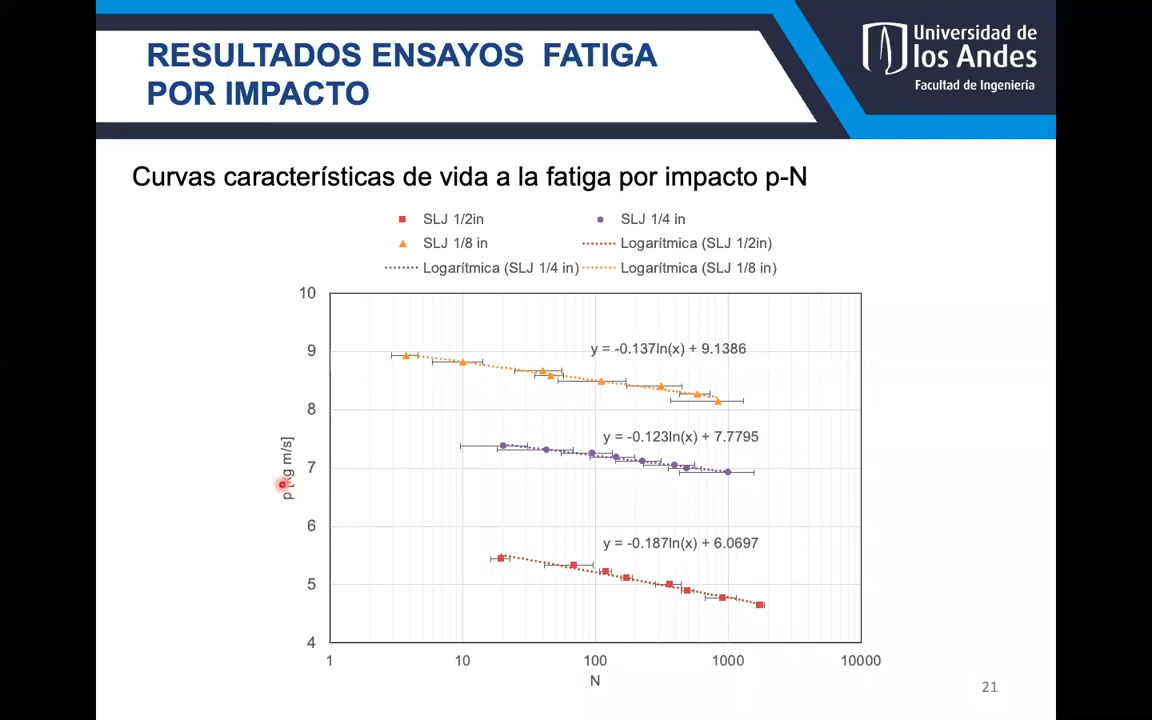 RESULTADOS ENSAYOS FATIGA
POR IMPACTO
Universidad de
los Andes
Facultad de Ingeniería
Curvas características de vida a la fatiga por impacto p-N
SLJ 1/2in
SLJ 1/4 in
SLJ 1/8 in
Logarítmica (SLJ 1/2in)
Logarítmica (SLJ 1/4 in)
Logarítmica (SLJ 1/8 in)
10
9
8
7
6
5
4
p [kg m/s]
y = -0.137ln(x) + 9.1386
y = -0.123ln(x) + 7.7795
y = -0.187ln(x) + 6.0697
1
10
100
1000
10000
N
21